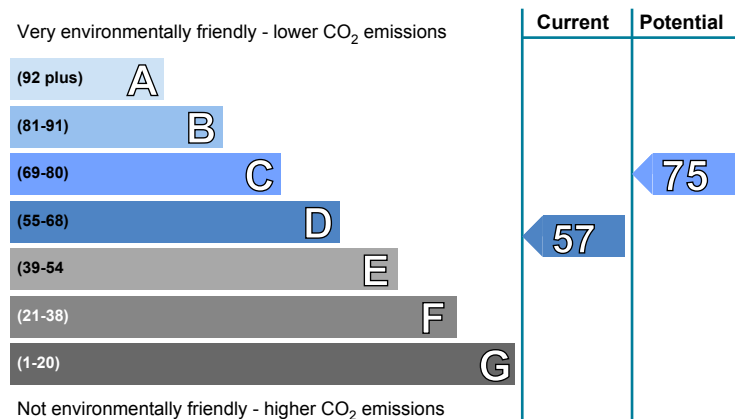 Current Potential
Very environmentally friendly - lower CO₂ emissions
(92 plus) A
(81-91) B
(69-80) C
75
(55-68) D
57
(39-54 E
(21-38) F
(1-20) G
Not environmentally friendly - higher CO₂ emissions